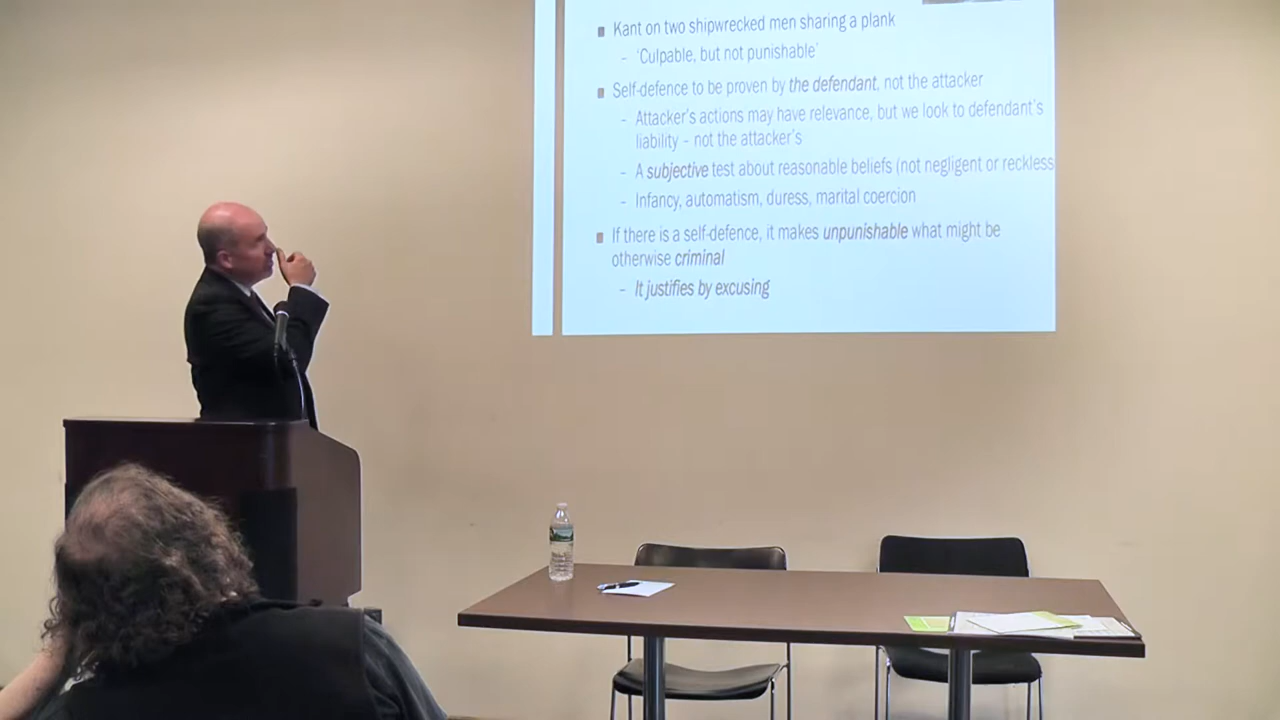 Kant on two shipwrecked men sharing a plank
– 'Culpable, but not punishable'
Self-defence to be proven by the defendant, not the attacker
– Attacker's actions may have relevance, but we look to defendant's
liability – not the attacker's
– A subjective test about reasonable beliefs (not negligent or reckless
– Infancy, automatism, duress, marital coercion
If there is a self-defence, it makes unpunishable what might be
otherwise criminal
– It justifies by excusing